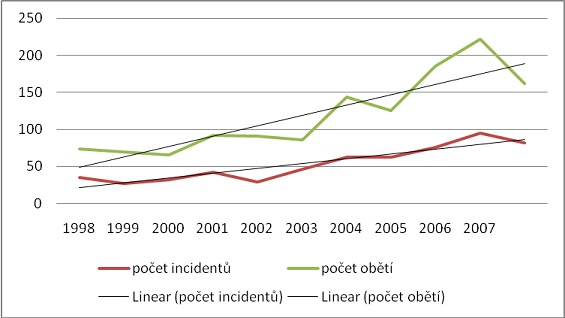 250
200
150
100
50
0
1998 1999 2000 2001 2002 2003 2004 2005 2006 2007
počet incidentů počet obětí
Linear (počet incidentů) Linear (počet obětí)